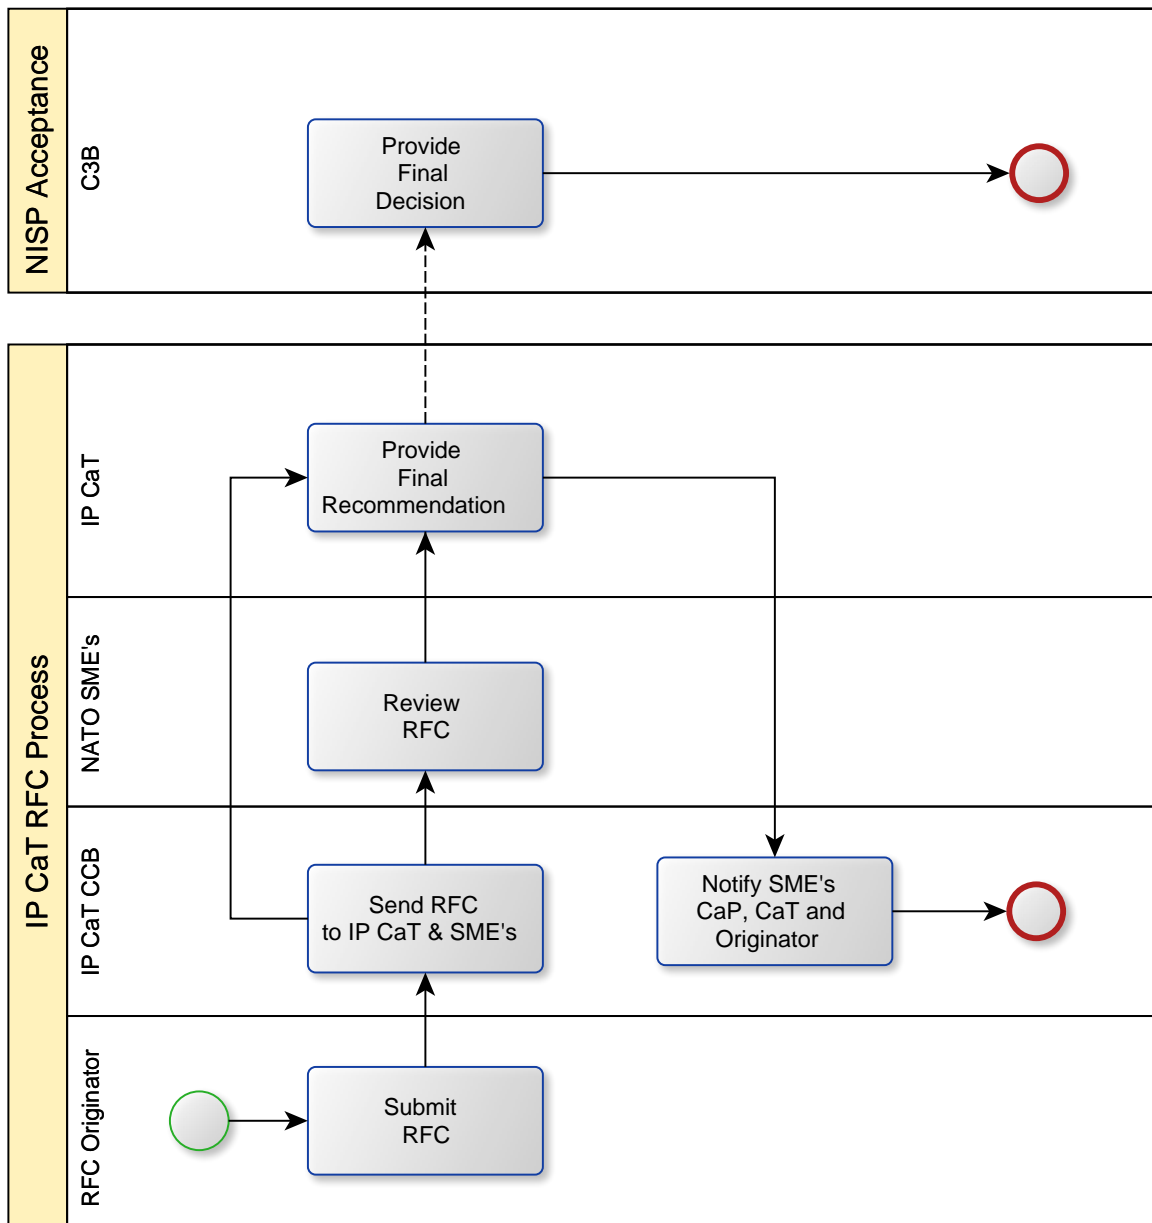 NISP Acceptance
C3B
Provide
Final
Decision
IP CaT RFC Process
IP CaT
Provide
Final
Recommendation
NATO SME's
Review
RFC
IP CaT CCB
Send RFC
to IP CaT & SME's
Notify SME's
CaP, CaT and
Originator
RFC Originator
Submit
RFC